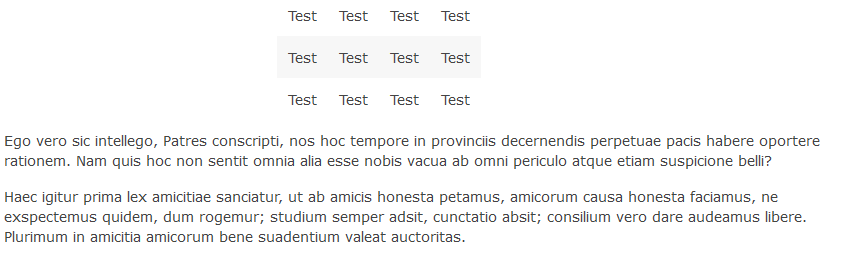 Test Test Test Test
Test Test Test Test
Test Test Test Test
Ego vero sic intellego, Patres conscripti, nos hoc tempore in provinciis decernendis perpetuae pacis habere oportere
rationem. Nam quis hoc non sentit omnia alia esse nobis vacua ab omni periculo atque etiam suspicione belli?
Haec igitur prima lex amicitiae sanciatur, ut ab amicis honesta petamus, amicorum causa honesta faciamus, ne
exspectemus quidem, dum rogemur; studium semper adsit, cunctatio absit; consilium vero dare audeamus libere.
Plurimum in amicitia amicorum bene suadentium valeat auctoritas.